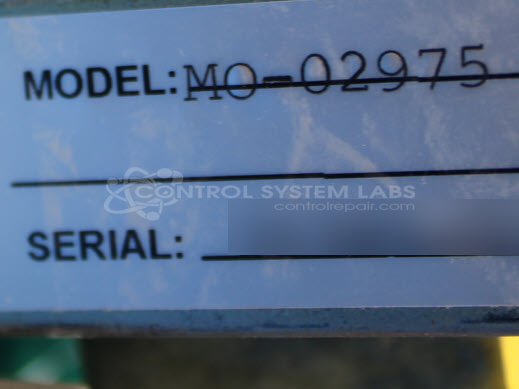 MODEL: MO-02975
CONTROL SYSTEM LABS
controlrepair.com
SERIAL: